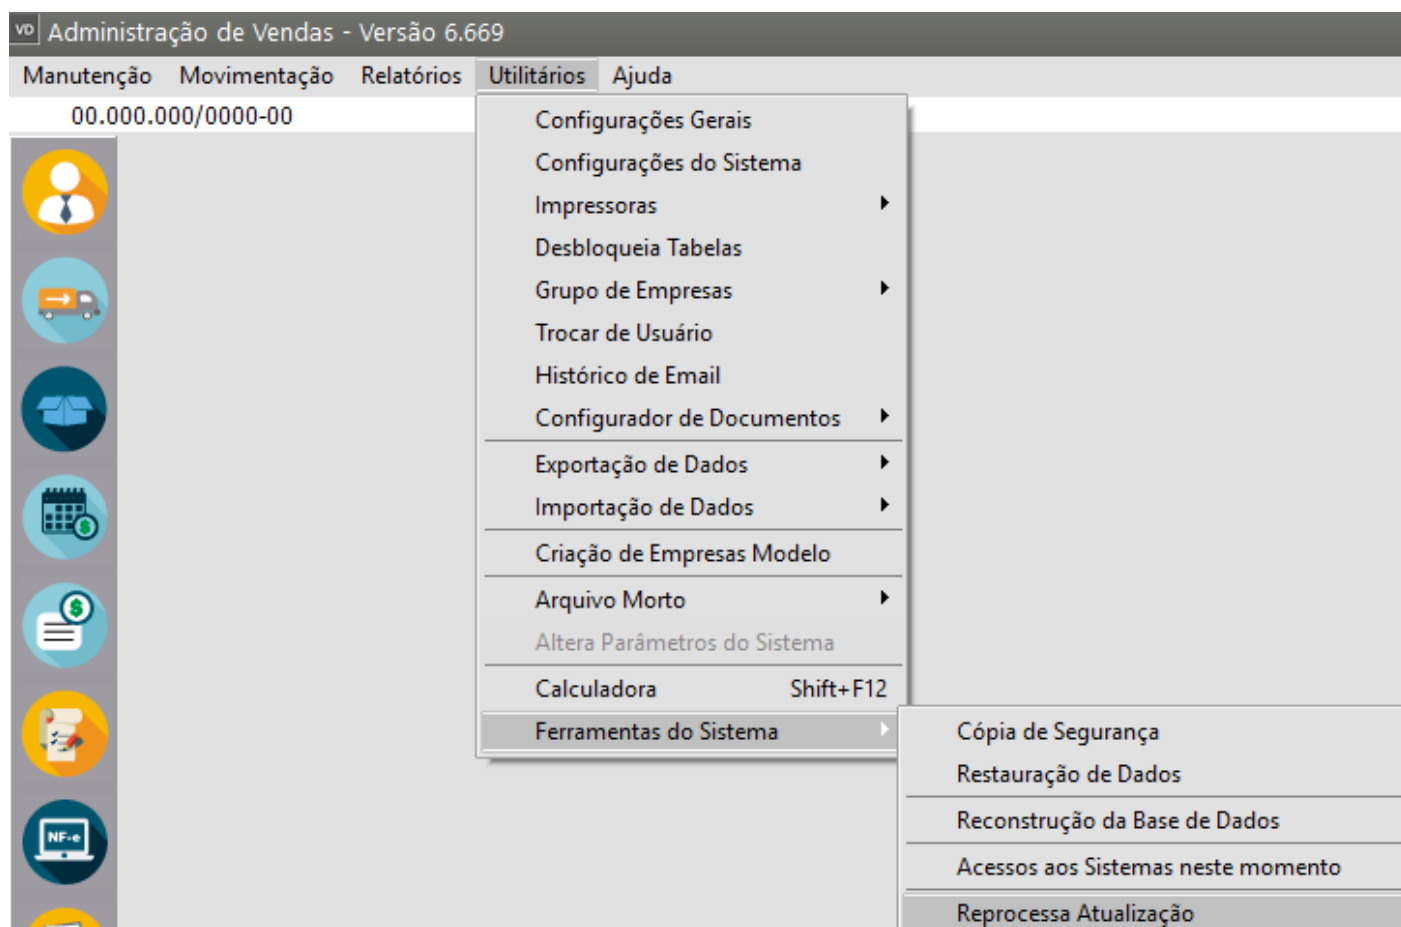 VD Administração de Vendas - Versão 6.669
Manutenção Movimentação Relatórios Utilitários Ajuda
00.000.000/0000-00
Configurações Gerais
Configurações do Sistema
Impressoras
Desbloqueia Tabelas
Grupo de Empresas
Trocar de Usuário
Histórico de Email
Configurador de Documentos
Exportação de Dados
Importação de Dados
Criação de Empresas Modelo
Arquivo Morto
Altera Parâmetros do Sistema
Calculadora Shift+F12
Ferramentas do Sistema
Cópia de Segurança
Restauração de Dados
Reconstrução da Base de Dados
Acessos aos Sistemas neste momento
Reprocessa Atualização
$
$
NF-e